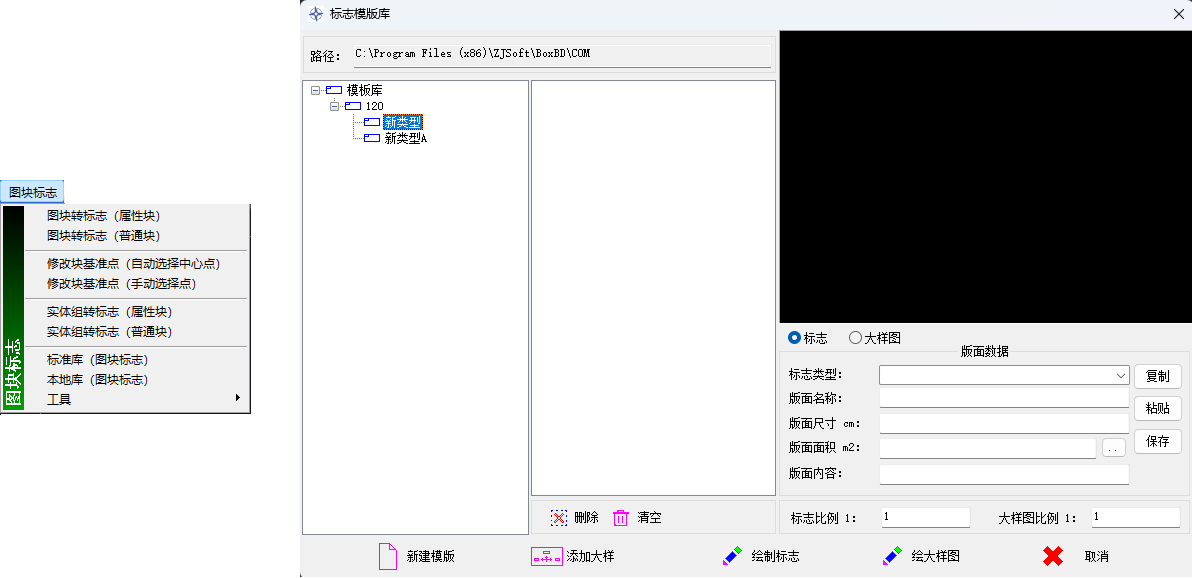 图块标志
图块转标志（属性块）
图块转标志（普通块）
修改块基准点（自动选择中心点）
修改块基准点（手动选择点）
实体组转标志（属性块）
实体组转标志（普通块）
标准库（图块标志）
本地库（图块标志）
工具
图块标志
标志模版库
路径： C:\Program Files (x86)\ZJSoft\BoxBD\COM
模板库
120
新类型
新类型A
删除 清空
标志 大样图
版面数据
标志类型： 复制
版面名称：
版面尺寸 cm： 粘贴
版面面积 m2： .. 保存
版面内容：
标志比例 1： 1 大样图比例 1： 1
新建模版 添加大样 绘制标志 绘大样图 取消